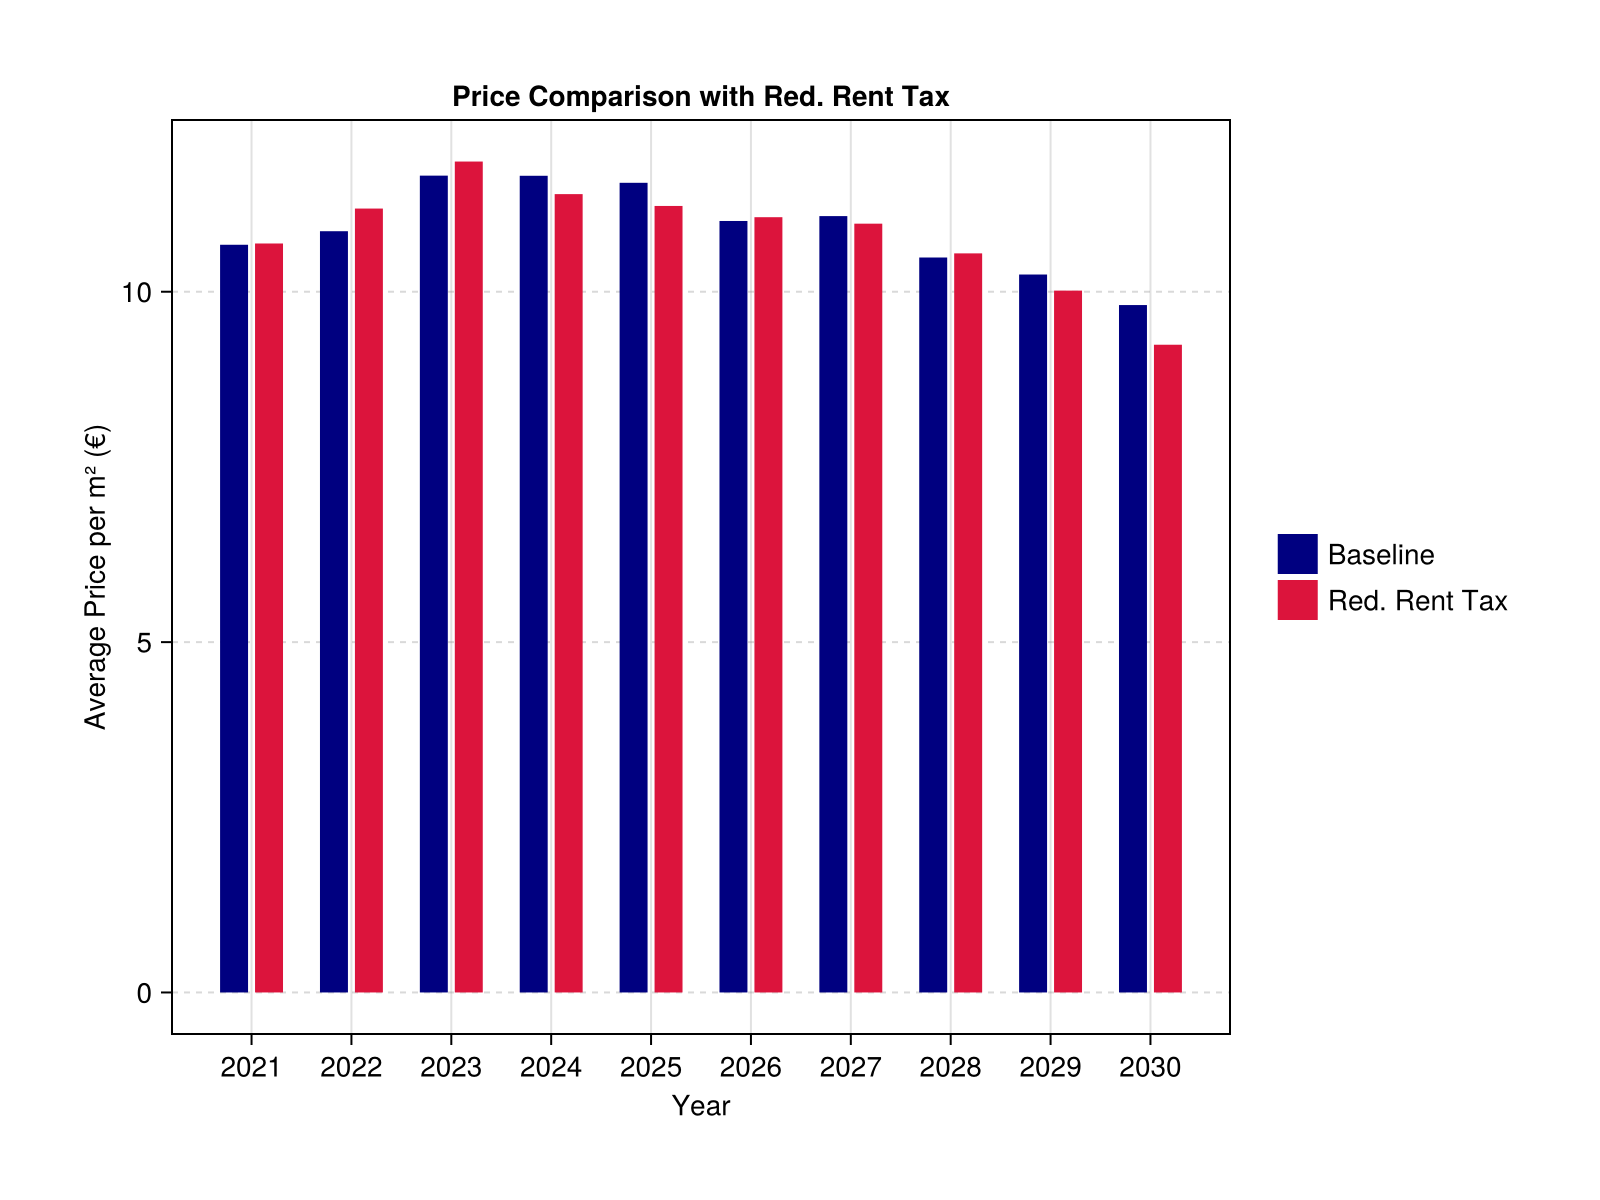 Price Comparison with Red. Rent Tax
10
5
0
Average Price per m² (€)
2021 2022 2023 2024 2025 2026 2027 2028 2029 2030
Year
Baseline
Red. Rent Tax